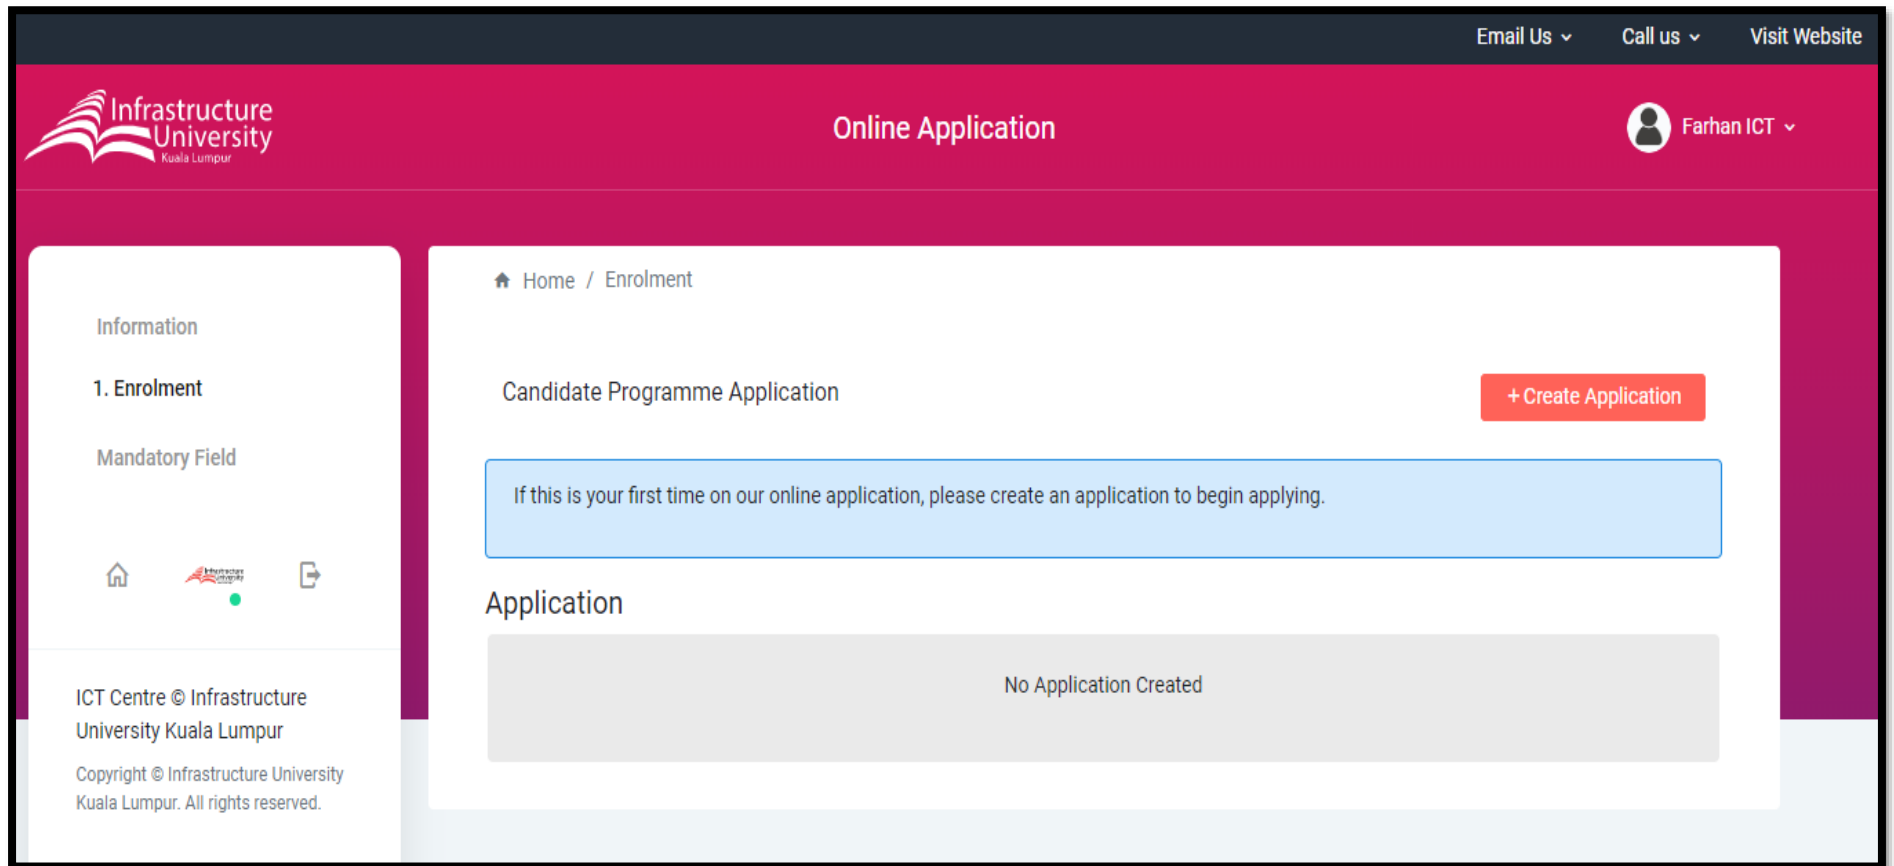 Email Us
Call us
Visit Website
Infrastructure
University
Kuala Lumpur
Online Application
Farhan ICT
Information
1. Enrolment
Mandatory Field
Infrastructure
University
ICT Centre © Infrastructure
University Kuala Lumpur
Copyright © Infrastructure University
Kuala Lumpur. All rights reserved.
Home / Enrolment
Candidate Programme Application
+ Create Application
If this is your first time on our online application, please create an application to begin applying.
Application
No Application Created